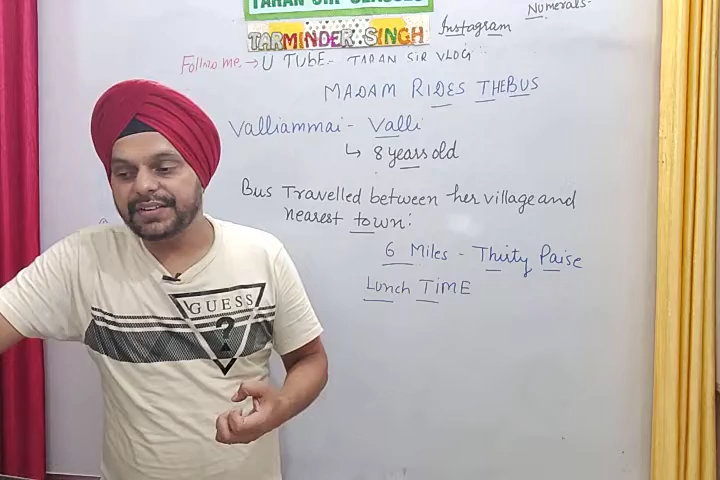 TARAN SIR CLASSES
Numerals-
TARMINDER SINGH
Instagram
Follow me → U TUbE - TARAN SIR VLOG
MADAM RIDES THE BUS
Valliammai - Valli
↳ 8 years old
Bus Travelled between her village and
nearest town:
6 Miles - Thirty Paise
Lunch TiME
GUESS
?